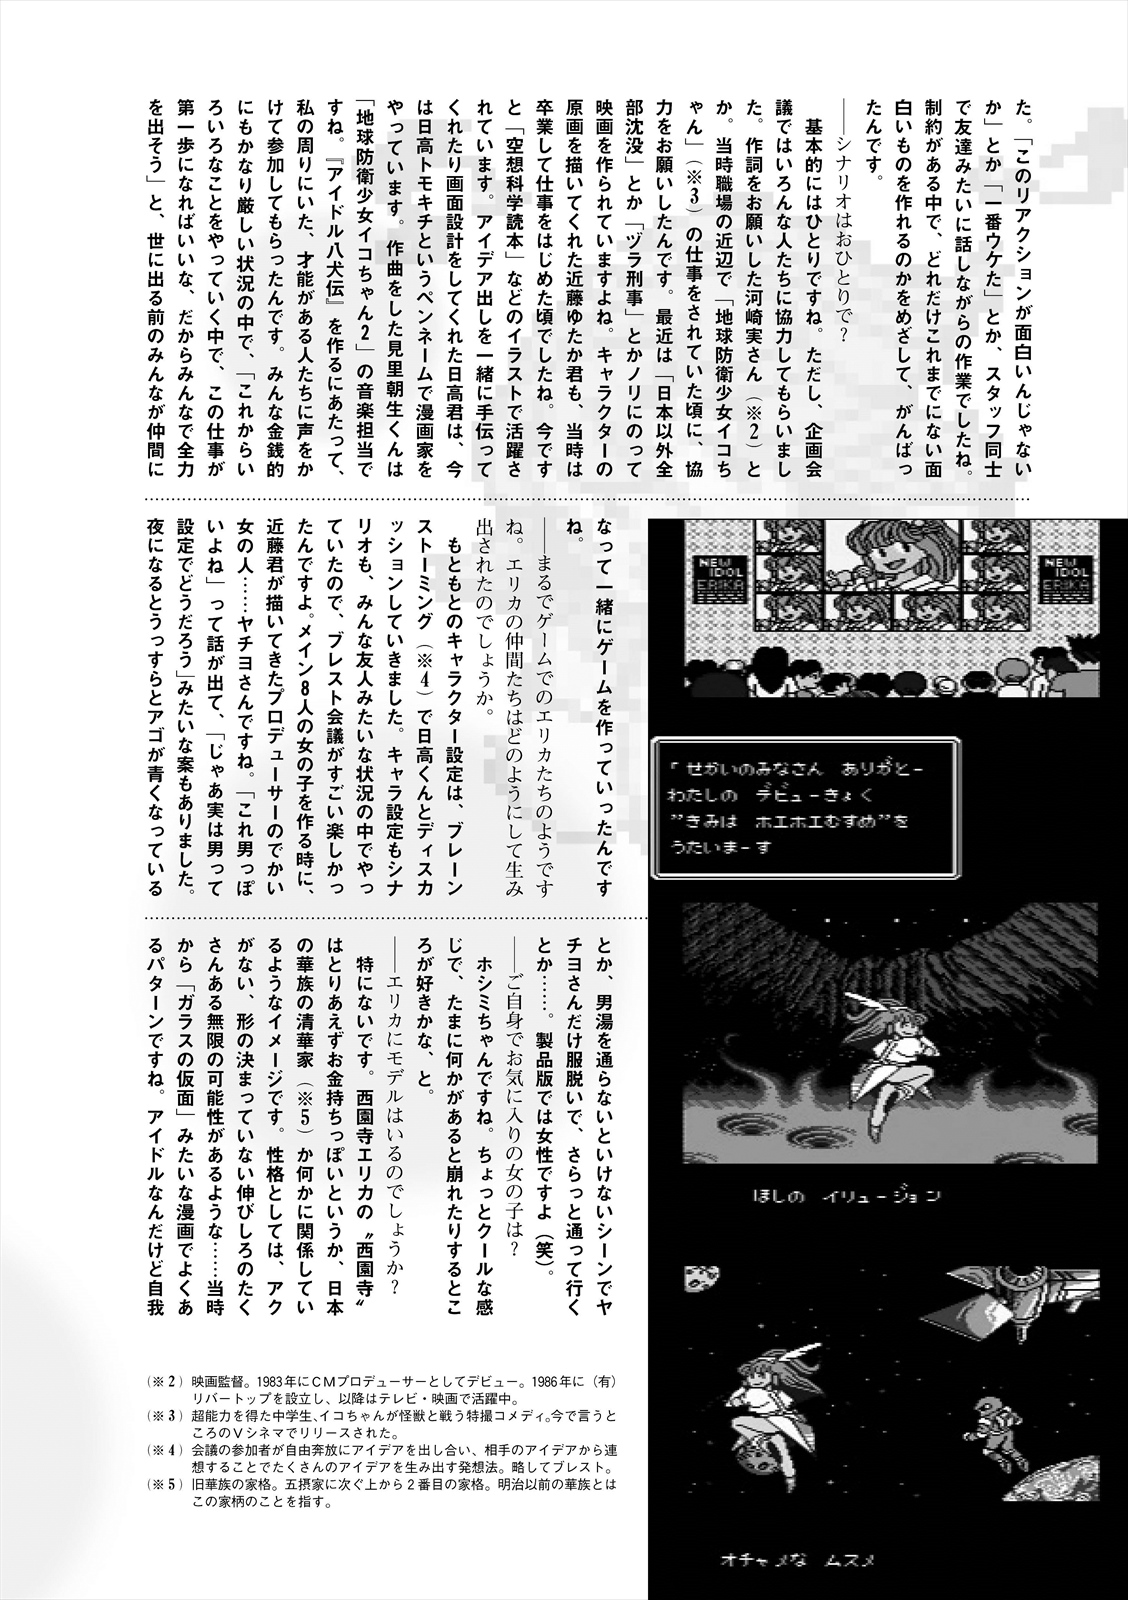 た。「このリアクションが面白いんじゃない
か」とか「一番ウケた」とか、スタッフ同士
で友達みたいに話しながらの作業でしたね。
制約がある中で、どれだけこれまでにない面
白いものを作れるのかをめざして、がんばっ
たんです。
――シナリオはおひとりで？
基本的にはひとりですね。ただし、企画会
議ではいろんな人たちに協力してもらいまし
た。作詞をお願いした河崎実さん（※2）と
か。当時職場の近辺で「地球防衛少女イコち
ゃん」（※3）の仕事をされていた頃に、協
力をお願いしたんです。最近は「日本以外全
部沈没」とか「ヅラ刑事」とかノリにのって
映画を作られていますよね。キャラクターの
原画を描いてくれた近藤ゆたか君も、当時は
卒業して仕事をはじめた頃でしたね。今です
と「空想科学読本」などのイラストで活躍さ
れています。アイデア出しを一緒に手伝って
くれたり画面設計をしてくれた日高君は、今
は日高トモキチというペンネームで漫画家を
やっています。作曲をした見里朝生くんは
「地球防衛少女イコちゃん2」の音楽担当で
すね。『アイドル八犬伝』を作るにあたって、
私の周りにいた、才能がある人たちに声をか
けて参加してもらったんです。みんな金銭的
にもかなり厳しい状況の中で、「これからい
ろいろなことをやっていく中で、この仕事が
第一歩になればいいな、だからみんなで全力
を出そう」と、世に出る前のみんなが仲間に
なって一緒にゲームを作っていったんです
ね。
――まるでゲームでのエリカたちのようです
ね。エリカの仲間たちはどのようにして生み
出されたのでしょうか。
もともとのキャラクター設定は、ブレーン
ストーミング（※4）で日高くんとディスカ
ッションしていきました。キャラ設定もシナ
リオも、みんな友人みたいな状況の中でやっ
ていたので、ブレスト会議がすごい楽しかっ
たんですよ。メイン8人の女の子を作る時に、
近藤君が描いてきたプロデューサーのでかい
女の人……ヤチヨさんですね。「これ男っぽ
いよね」って話が出て、「じゃあ実は男って
設定でどうだろう」みたいな案もありました。
夜になるとうっすらとアゴが青くなっている
とか、男湯を通らないといけないシーンでヤ
チヨさんだけ服脱いで、さらっと通って行く
とか……。製品版では女性ですよ（笑）。
――ご自身でお気に入りの女の子は？
ホシミちゃんですね。ちょっとクールな感
じで、たまに何かがあると崩れたりするとこ
ろが好きかな、と。
――エリカにモデルはいるのでしょうか？
特にないです。西園寺エリカの〝西園寺〟
はとりあえずお金持ちっぽいというか、日本
の華族の清華家（※5）か何かに関係してい
るようなイメージです。性格としては、アク
がない、形の決まっていない伸びしろのたく
さんある無限の可能性があるような……当時
から「ガラスの仮面」みたいな漫画でよくあ
るパターンですね。アイドルなんだけど自我
NEW
IDOL
ERIKA
NEW
IDOL
ERIKA
「せかいのみなさん ありがとー
わたしの デビューきょく
"きみは ホエホエむすめ"を
うたいまーす
ほしの イリュージョン
オチャメな ムスメ
（※2）映画監督。1983年にCMプロデューサーとしてデビュー。1986年に（有）
リバートップを設立し、以降はテレビ・映画で活躍中。
（※3）超能力を得た中学生、イコちゃんが怪獣と戦う特撮コメディ。今で言うと
ころのVシネマでリリースされた。
（※4）会議の参加者が自由奔放にアイデアを出し合い、相手のアイデアから連
想することでたくさんのアイデアを生み出す発想法。略してブレスト。
（※5）旧華族の家格。五摂家に次ぐ上から2番目の家格。明治以前の華族とは
この家柄のことを指す。